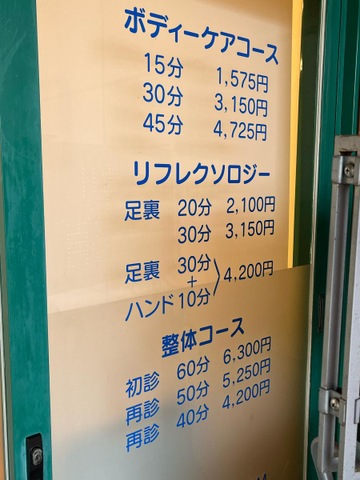 ボディーケアコース
15分 1,575円
30分 3,150円
45分 4,725円
リフレクソロジー
足裏 20分 2,100円
30分 3,150円
足裏 30分
+
ハンド10分 〉4,200円
整体コース
初診 60分 6,300円
再診 50分 5,250円
再診 40分 4,200円